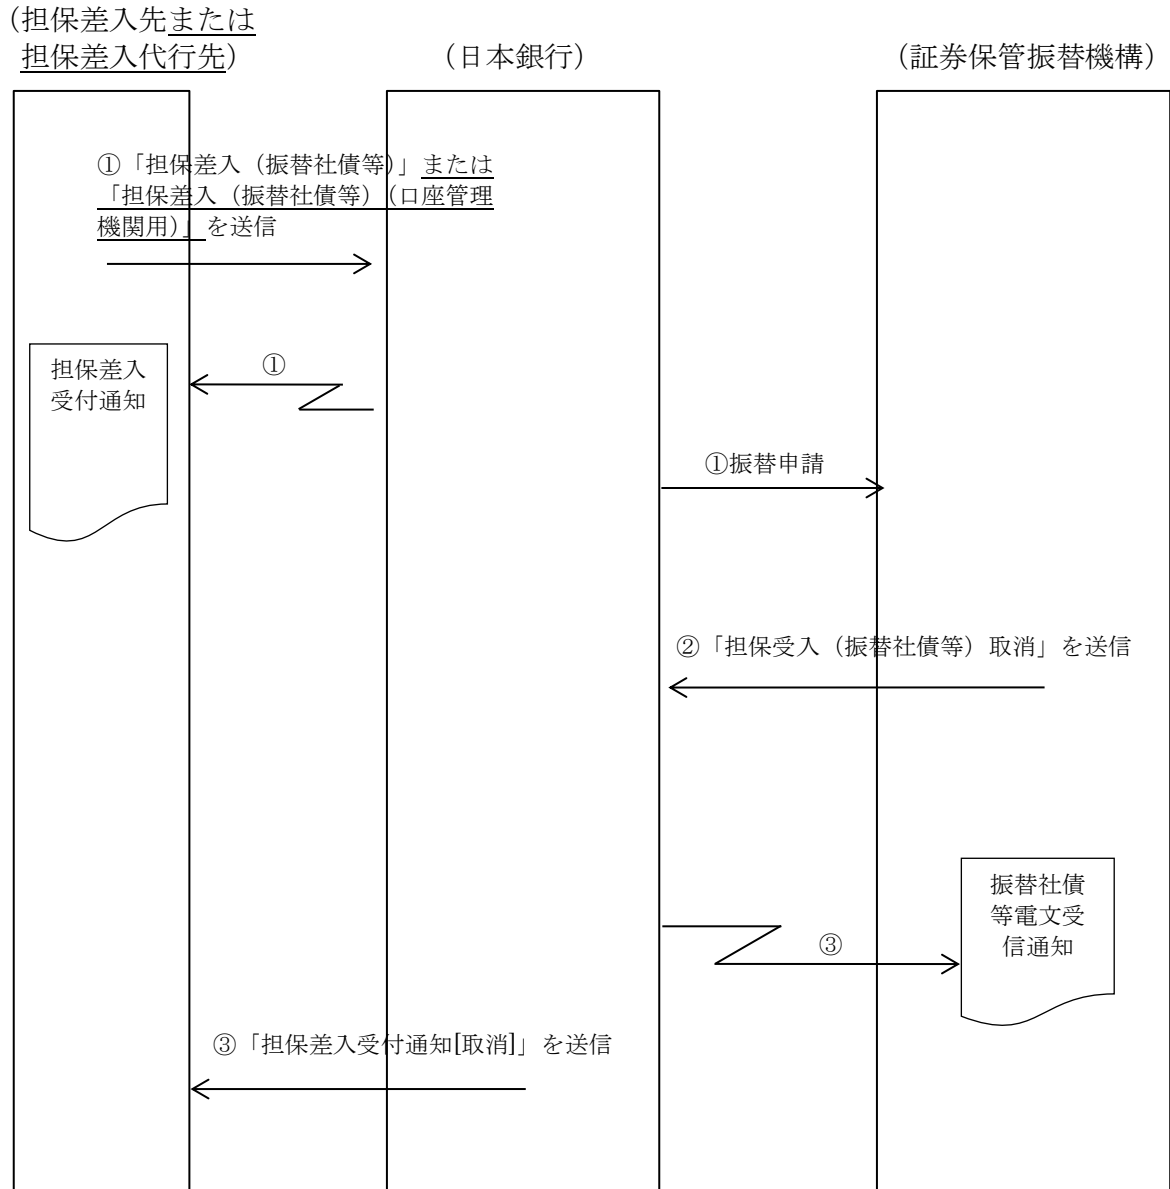 （担保差入先または
担保差入代行先）
（日本銀行）
（証券保管振替機構）
①「担保差入（振替社債等）」または
「担保差入（振替社債等）（口座管理
機関用）」を送信
担保差入
受付通知
①
①振替申請
②「担保受入（振替社債等）取消」を送信
振替社債
等電文受
信通知
③
③「担保差入受付通知[取消]」を送信